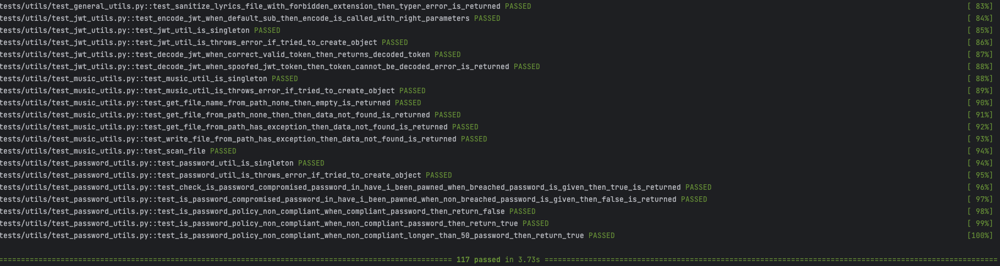 tests/utils/test_general_utils.py::test_sanitize_lyrics_file_with_forbidden_extension_then_typer_error_is_returned PASSED [ 83%]
tests/utils/test_jwt_utils.py::test_encode_jwt_when_default_sub_then_encode_is_called_with_right_parameters PASSED [ 84%]
tests/utils/test_jwt_utils.py::test_jwt_util_is_singleton PASSED [ 85%]
tests/utils/test_jwt_utils.py::test_jwt_util_is_throws_error_if_tried_to_create_object PASSED [ 86%]
tests/utils/test_jwt_utils.py::test_decode_jwt_when_correct_valid_token_then_returns_decoded_token PASSED [ 87%]
tests/utils/test_jwt_utils.py::test_decode_jwt_when_spoofed_jwt_token_then_token_cannot_be_decoded_error_is_returned PASSED [ 88%]
tests/utils/test_music_utils.py::test_music_util_is_singleton PASSED [ 88%]
tests/utils/test_music_utils.py::test_music_util_is_throws_error_if_tried_to_create_object PASSED [ 89%]
tests/utils/test_music_utils.py::test_get_file_name_from_path_none_then_empty_is_returned PASSED [ 90%]
tests/utils/test_music_utils.py::test_get_file_from_path_none_then_then_data_not_found_is_returned PASSED [ 91%]
tests/utils/test_music_utils.py::test_get_file_from_path_has_exception_then_data_not_found_is_returned PASSED [ 92%]
tests/utils/test_music_utils.py::test_write_file_from_path_has_exception_then_data_not_found_is_returned PASSED [ 93%]
tests/utils/test_music_utils.py::test_scan_file PASSED [ 94%]
tests/utils/test_password_utils.py::test_password_util_is_singleton PASSED [ 94%]
tests/utils/test_password_utils.py::test_password_util_is_throws_error_if_tried_to_create_object PASSED [ 95%]
tests/utils/test_password_utils.py::test_check_is_password_compromised_password_in_have_i_been_pawned_when_breached_password_is_given_then_true_is_returned PASSED [ 96%]
tests/utils/test_password_utils.py::test_is_password_compromised_password_in_have_i_been_pawned_when_non_breached_password_is_given_then_false_is_returned PASSED [ 97%]
tests/utils/test_password_utils.py::test_is_password_policy_non_compliant_when_compliant_password_then_return_false PASSED [ 98%]
tests/utils/test_password_utils.py::test_is_password_policy_non_compliant_when_non_compliant_password_then_return_true PASSED [ 99%]
tests/utils/test_password_utils.py::test_is_password_policy_non_compliant_when_non_compliant_longer_than_50_password_then_return_true PASSED [100%]
======================================================================================================= 117 passed in 3.73s =======================================================================================================